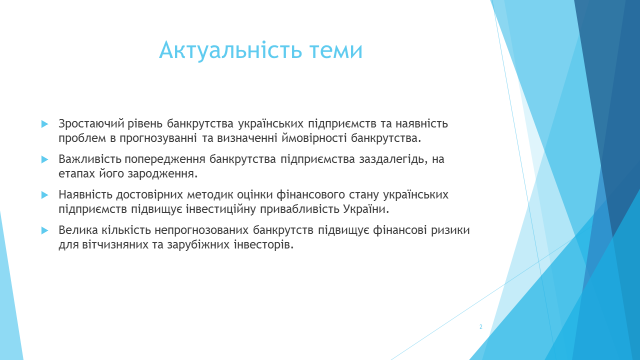 Актуальність теми
Зростаючий рівень банкрутства українських підприємств та наявність
проблем в прогнозуванні та визначенні ймовірності банкрутства.
Важливість попередження банкрутства підприємства заздалегідь, на
етапах його зародження.
Наявність достовірних методик оцінки фінансового стану українських
підприємств підвищує інвестиційну привабливість України.
Велика кількість непрогнозованих банкрутств підвищує фінансові ризики
для вітчизняних та зарубіжних інвесторів.
2